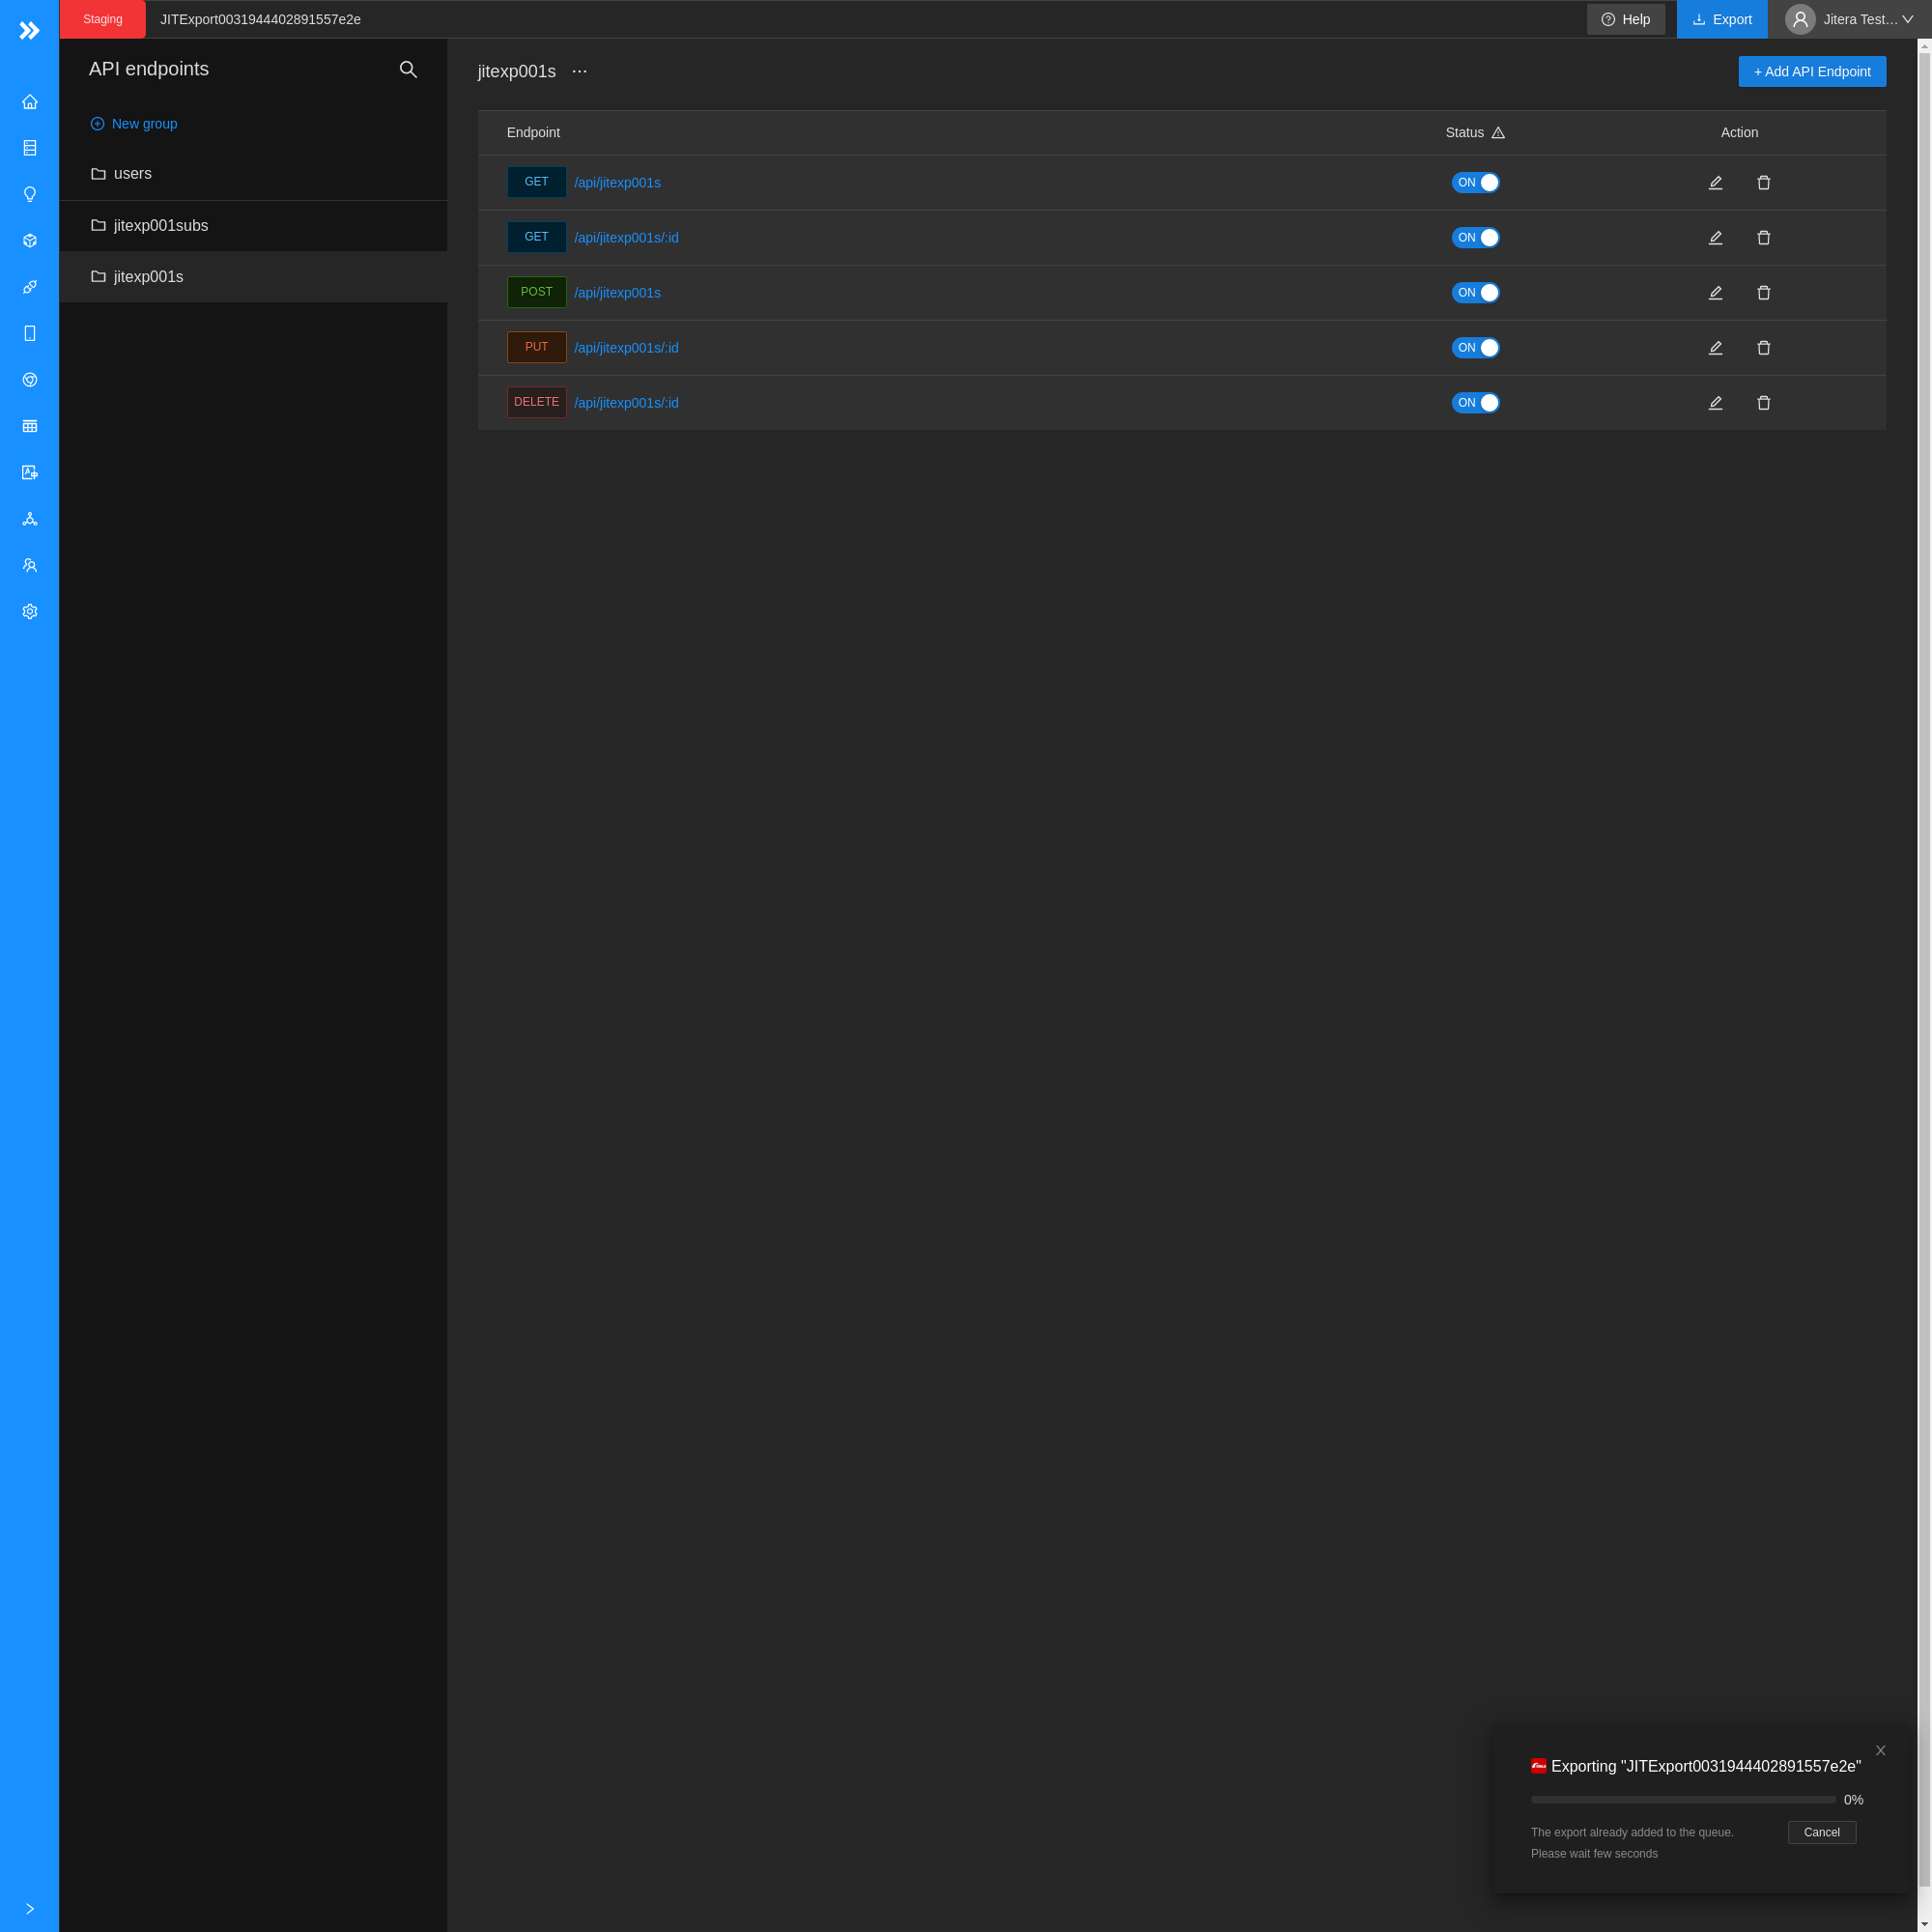 Staging
JITExport0031944402891557e2e
Help
Export
Jitera Test…
API endpoints
New group
users
jitexp001subs
jitexp001s
jitexp001s ···
+ Add API Endpoint
Endpoint Status Action
GET /api/jitexp001s ON
GET /api/jitexp001s/:id ON
POST /api/jitexp001s ON
PUT /api/jitexp001s/:id ON
DELETE /api/jitexp001s/:id ON
Exporting "JITExport0031944402891557e2e"
0%
The export already added to the queue.
Please wait few seconds
Cancel